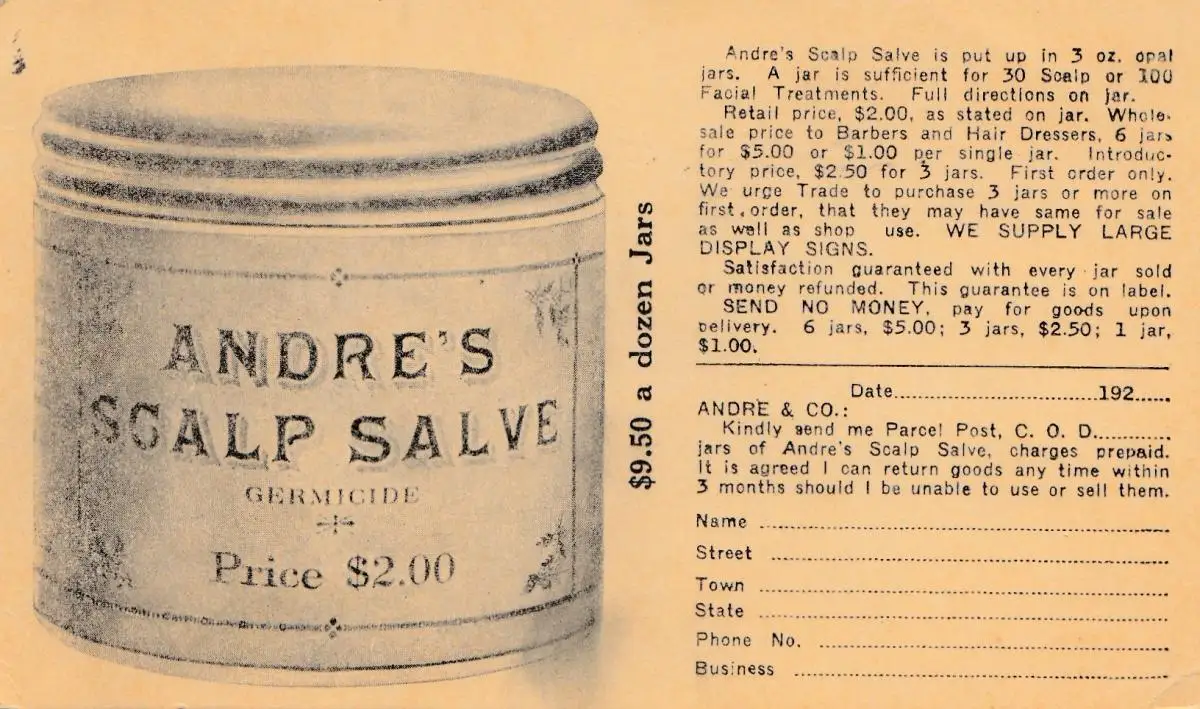 ANDRE'S
SCALP SALVE
GERMICIDE
Price $2.00
$9.50 a dozen Jars
Andre's Scalp Salve is put up in 3 oz. opal
jars. A jar is sufficient for 30 Scalp or 100
Facial Treatments. Full directions on jar.
Retail price, $2.00, as stated on jar. Whole-
sale price to Barbers and Hair Dressers, 6 jars
for $5.00 or $1.00 per single jar. Introduc-
tory price, $2.50 for 3 jars. First order only.
We urge Trade to purchase 3 jars or more on
first order, that they may have same for sale
as well as shop use. WE SUPPLY LARGE
DISPLAY SIGNS.
Satisfaction guaranteed with every jar sold
or money refunded. This guarantee is on label.
SEND NO MONEY, pay for goods upon
delivery. 6 jars, $5.00; 3 jars, $2.50; 1 jar,
$1.00.
Date..............................192......
ANDRE & CO.:
Kindly send me Parcel Post, C. O. D............
jars of Andre's Scalp Salve, charges prepaid.
It is agreed I can return goods any time within
3 months should I be unable to use or sell them.
Name ............................................................
Street ............................................................
Town ............................................................
State ............................................................
Phone No. ....................................................
Business ........................................................